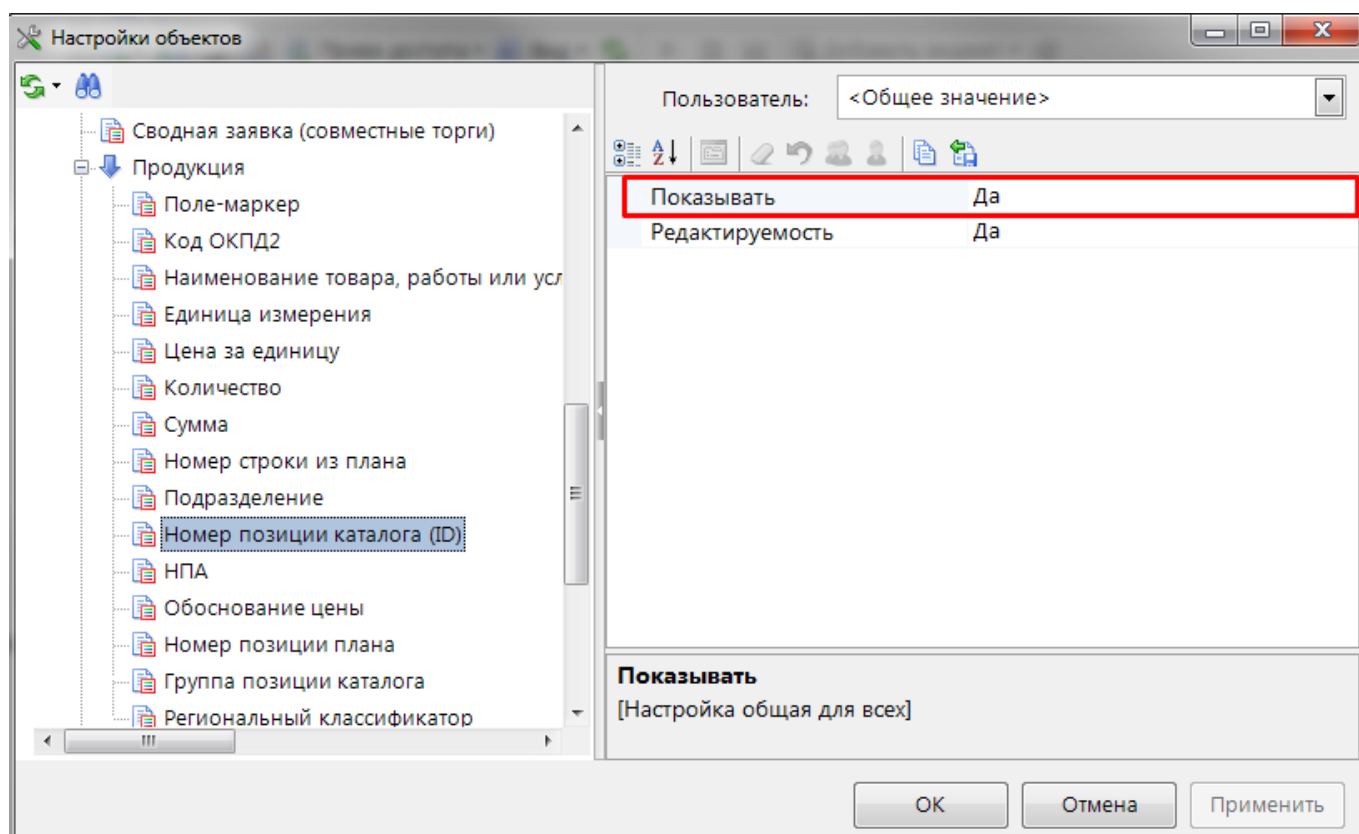 Настройки объектов
Пользователь: <Общее значение>
Сводная заявка (совместные торги)
Продукция
Поле-маркер
Код ОКПД2
Наименование товара, работы или усл
Единица измерения
Цена за единицу
Количество
Сумма
Номер строки из плана
Подразделение
Номер позиции каталога (ID)
НПА
Обоснование цены
Номер позиции плана
Группа позиции каталога
Региональный классификатор
Показывать Да
Редактируемость Да
Показывать
[Настройка общая для всех]
ОК Отмена Применить